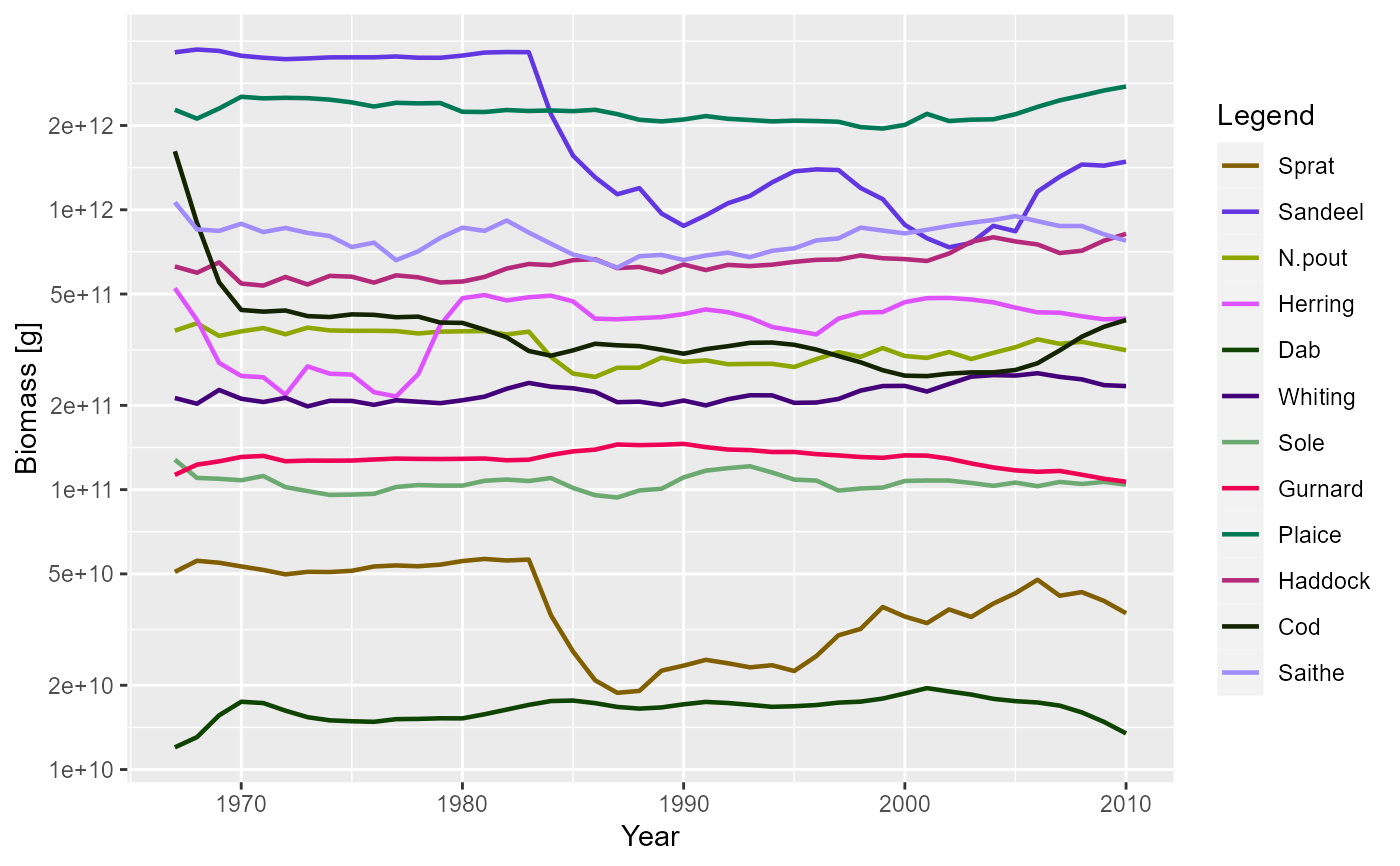 Biomass [g]
2e+12
1e+12
5e+11
2e+11
1e+11
5e+10
2e+10
1e+10
1970
1980
1990
2000
2010
Year
Legend
Sprat
Sandeel
N.pout
Herring
Dab
Whiting
Sole
Gurnard
Plaice
Haddock
Cod
Saithe